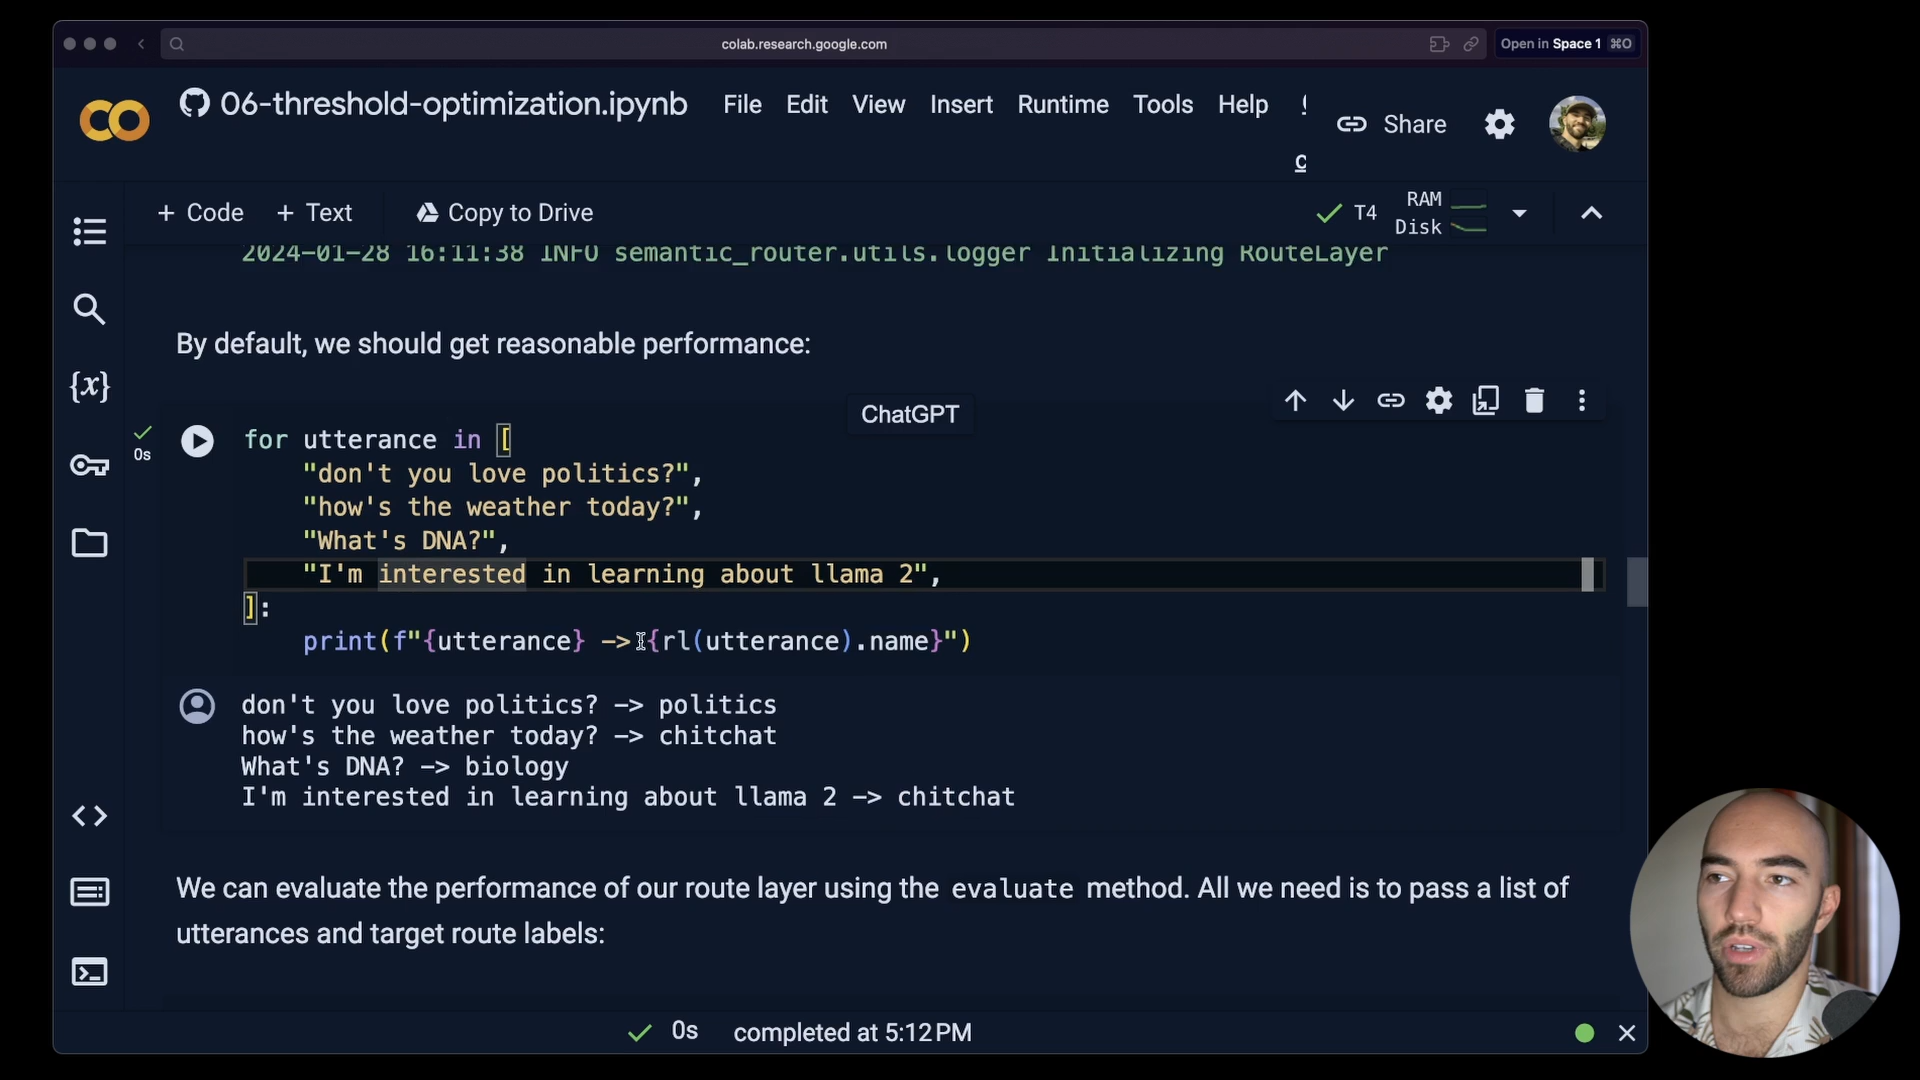 colab.research.google.com
Open in Space 1 ⌘O
06-threshold-optimization.ipynb
File Edit View Insert Runtime Tools Help
Share
+ Code + Text Copy to Drive
T4 RAM
Disk
2024-01-28 16:11:38 INFO semantic_router.utils.logger Initializing RouteLayer
By default, we should get reasonable performance:
ChatGPT
0s
for utterance in [
"don't you love politics?",
"how's the weather today?",
"What's DNA?",
"I'm interested in learning about llama 2",
]:
print(f"{utterance} -> {rl(utterance).name}")
don't you love politics? -> politics
how's the weather today? -> chitchat
What's DNA? -> biology
I'm interested in learning about llama 2 -> chitchat
We can evaluate the performance of our route layer using the evaluate method. All we need is to pass a list of
utterances and target route labels:
0s completed at 5:12 PM